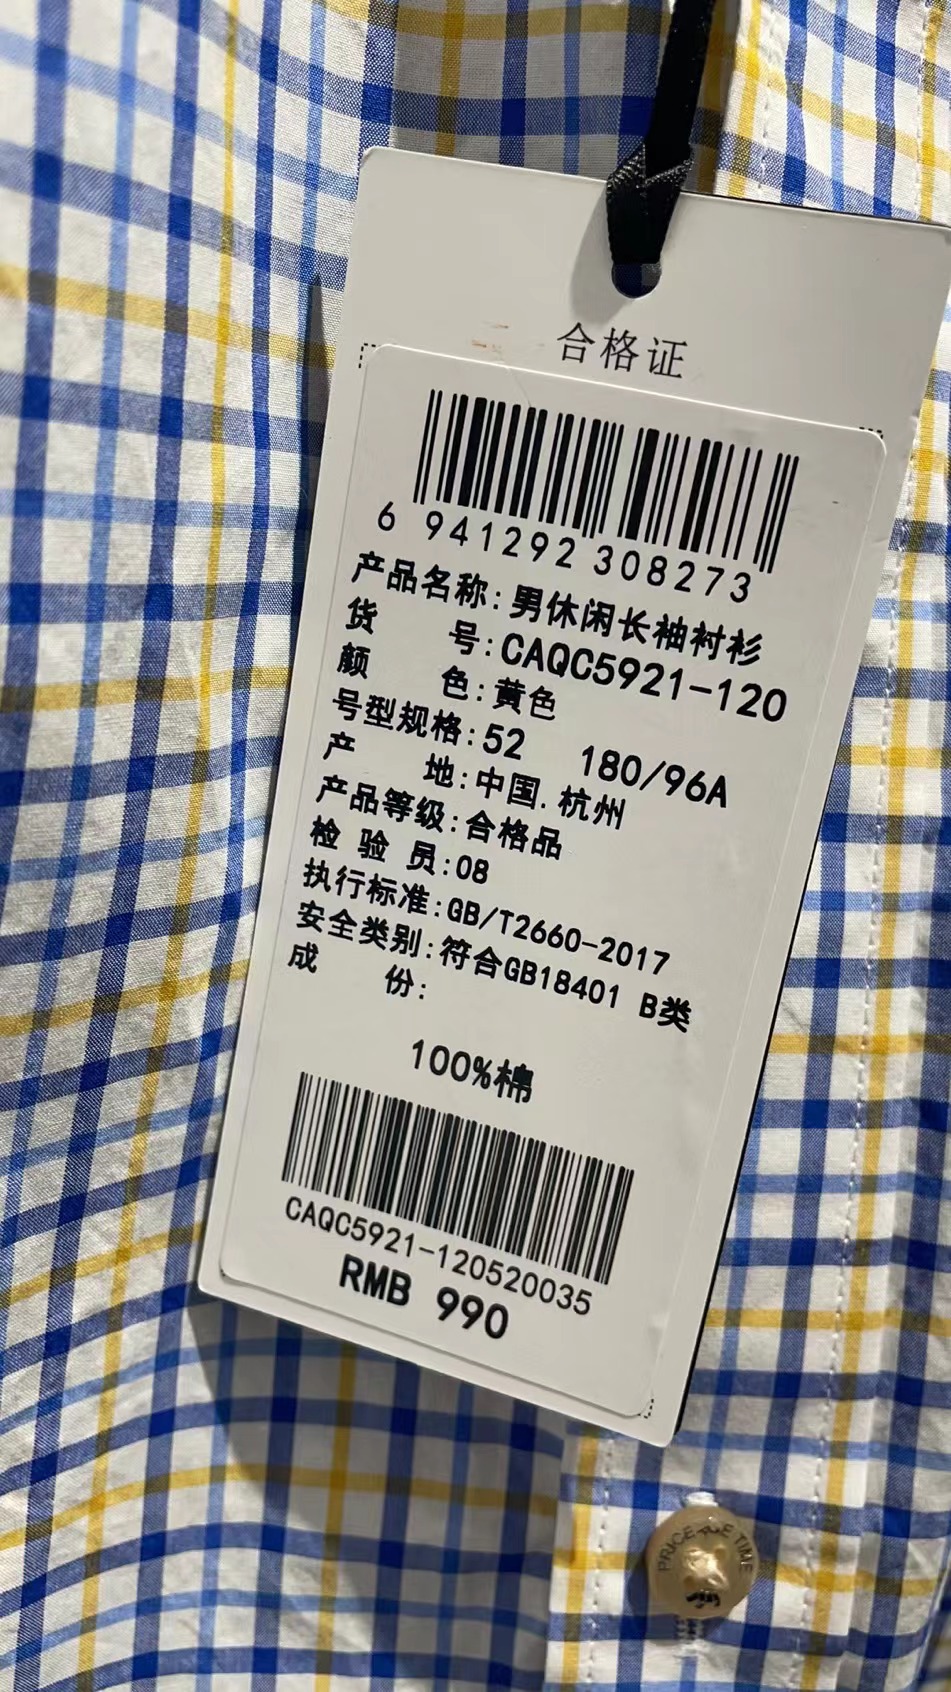 合格证
6 941292 308273
产品名称:男休闲长袖衬衫
货 号:CAQC5921-120
颜 色:黄色
号型规格:52 180/96A
产 地:中国.杭州
产品等级:合格品
检 验 员:08
执行标准:GB/T2660-2017
安全类别:符合GB18401 B类
成 份:
100%棉
CAQC5921-120520035
RMB 990
TIME